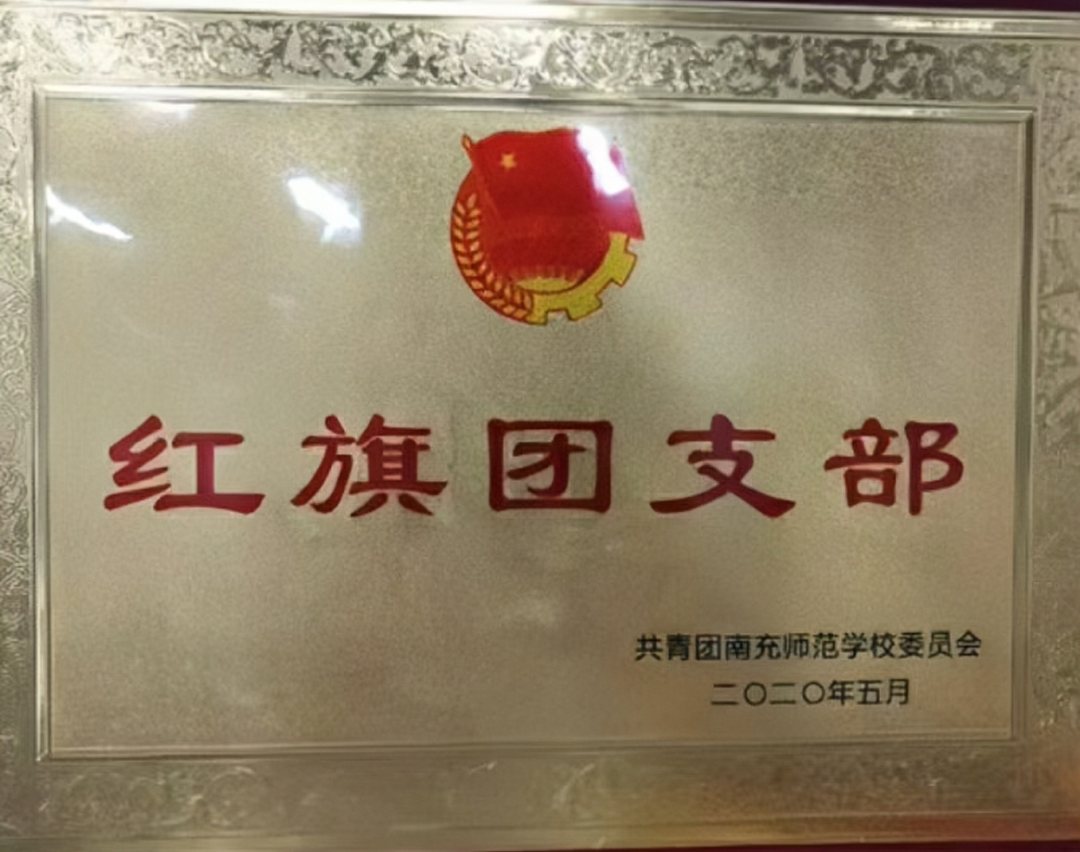 红旗团支部
共青团南充师范学校委员会
二〇二〇年五月